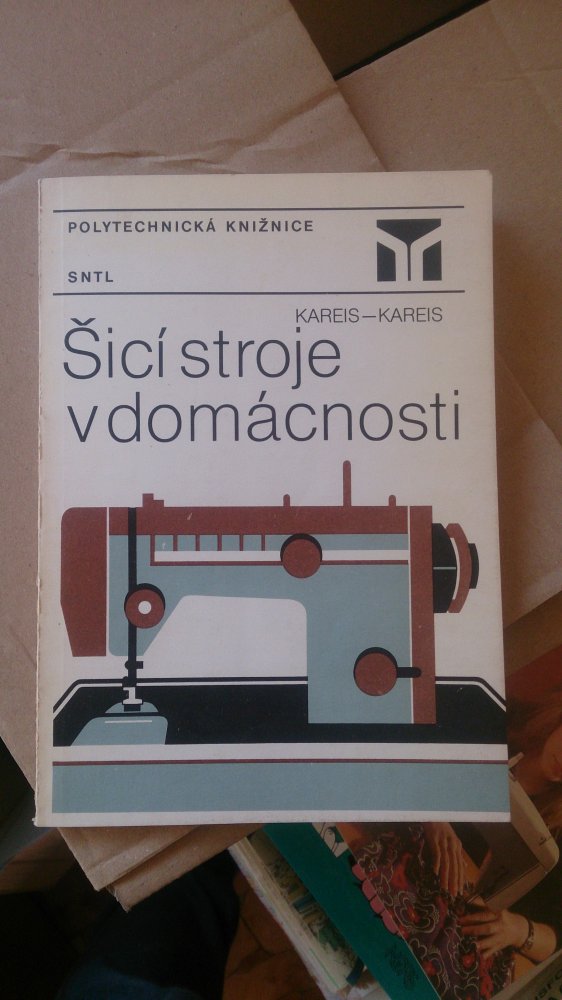 POLYTECHNICKÁ KNIŽNICE
SNTL
KAREIS–KAREIS
Šicí stroje
v domácnosti